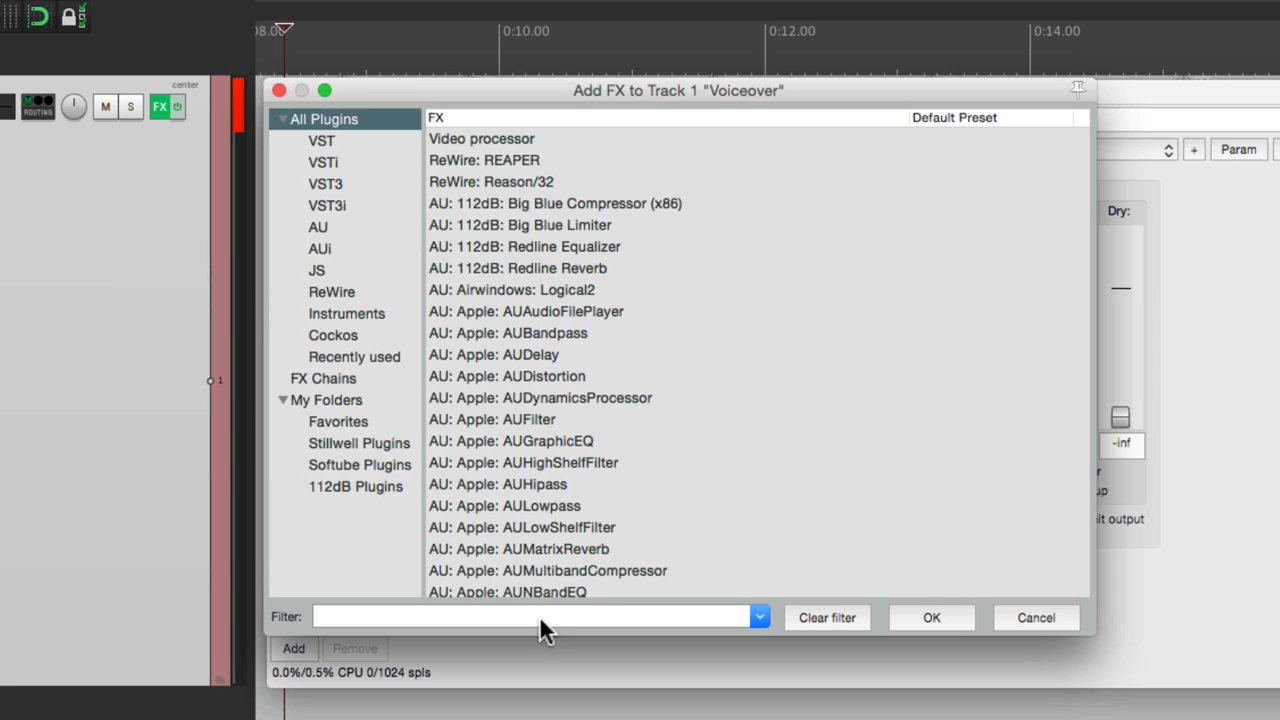 0:10.00
0:12.00
0:14.00
center
ROUTING
M
S
FX
1
Add FX to Track 1 "Voiceover"
All Plugins
VST
VSTi
VST3
VST3i
AU
AUi
JS
ReWire
Instruments
Cockos
Recently used
FX Chains
My Folders
Favorites
Stillwell Plugins
Softube Plugins
112dB Plugins
FX
Default Preset
Video processor
ReWire: REAPER
ReWire: Reason/32
AU: 112dB: Big Blue Compressor (x86)
AU: 112dB: Big Blue Limiter
AU: 112dB: Redline Equalizer
AU: 112dB: Redline Reverb
AU: Airwindows: Logical2
AU: Apple: AUAudioFilePlayer
AU: Apple: AUBandpass
AU: Apple: AUDelay
AU: Apple: AUDistortion
AU: Apple: AUDynamicsProcessor
AU: Apple: AUFilter
AU: Apple: AUGraphicEQ
AU: Apple: AUHighShelfFilter
AU: Apple: AUHipass
AU: Apple: AULowpass
AU: Apple: AULowShelfFilter
AU: Apple: AUMatrixReverb
AU: Apple: AUMultibandCompressor
AU: Apple: AUNBandEQ
Filter:
Clear filter
OK
Cancel
+
Param
Dry:
-inf
output
Add
Remove
0.0%/0.5% CPU 0/1024 spls